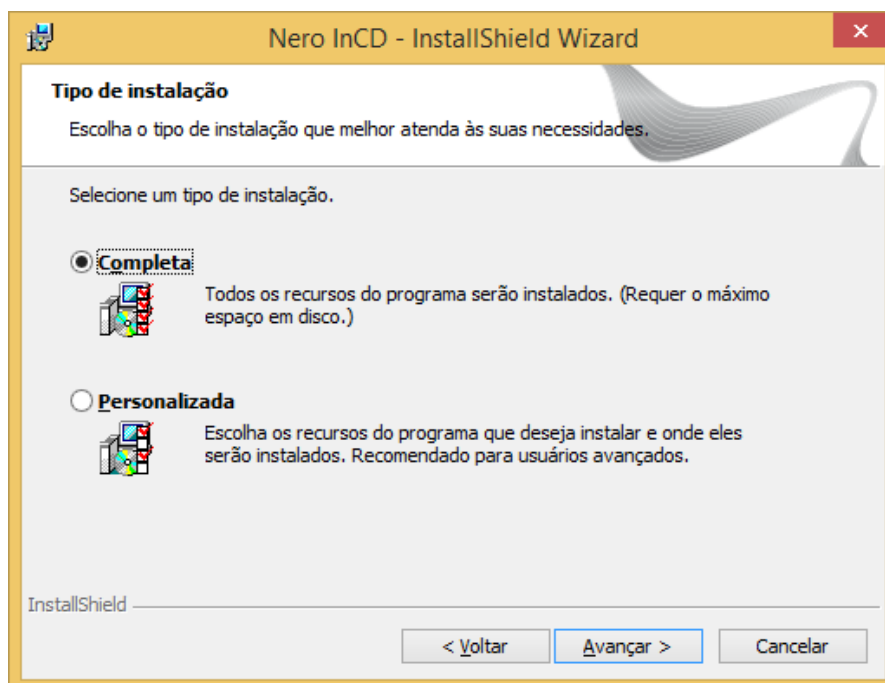 Nero InCD - InstallShield Wizard
Tipo de instalação
Escolha o tipo de instalação que melhor atenda às suas necessidades.
Selecione um tipo de instalação.
Completa
Todos os recursos do programa serão instalados. (Requer o máximo
espaço em disco.)
Personalizada
Escolha os recursos do programa que deseja instalar e onde eles
serão instalados. Recomendado para usuários avançados.
InstallShield
< Voltar
Avançar >
Cancelar